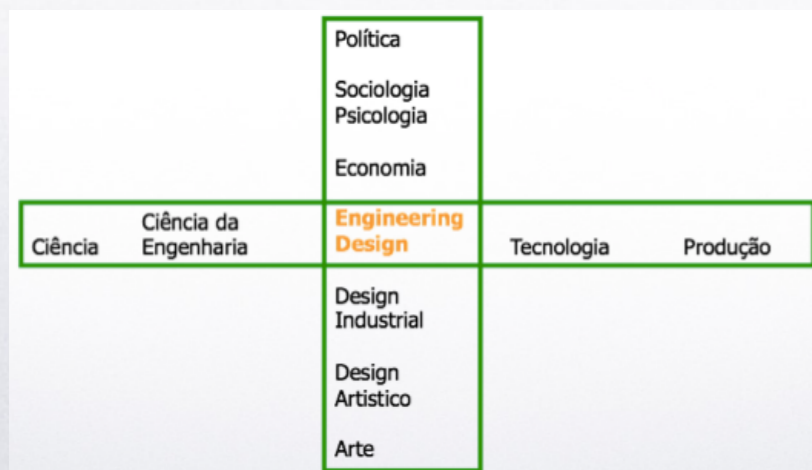 Política
Sociologia
Psicologia
Economia
Ciência
Ciência da
Engenharia
Engineering
Design
Tecnologia
Produção
Design
Industrial
Design
Artistico
Arte